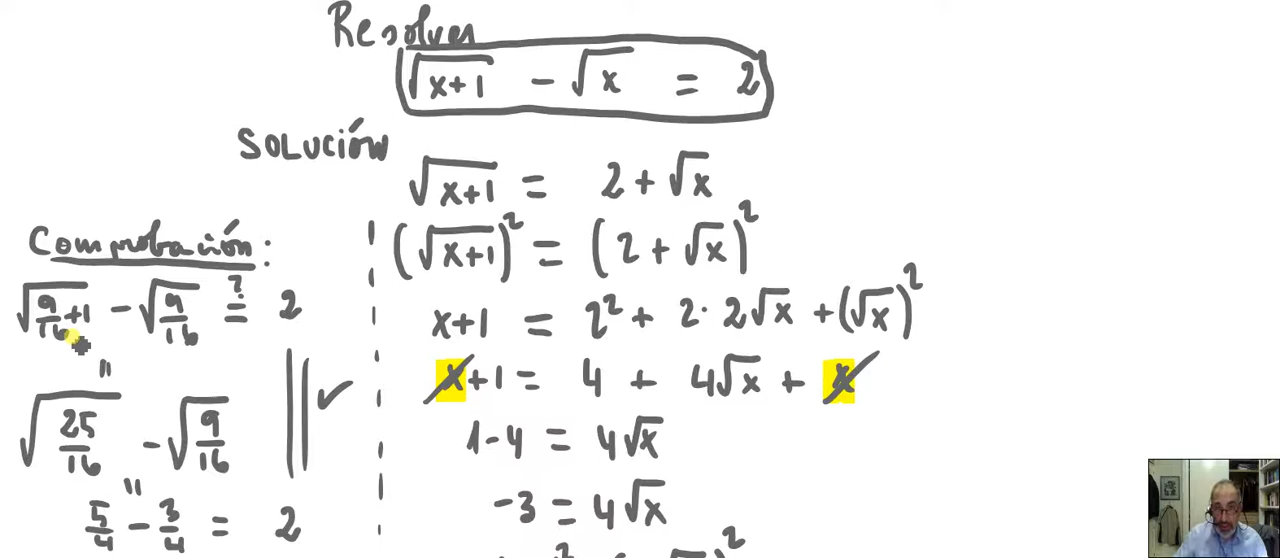 Resolver
√(x+1) - √x = 2
SOLUCIÓN
√(x+1) = 2 + √x
(√(x+1))² = (2 + √x)²
x+1 = 2² + 2·2√x + (√x)²
x+1 = 4 + 4√x + x
1-4 = 4√x
-3 = 4√x
Comprobación:
√(9/16+1) - √(9/16) ≟ 2
"
√(25/16) - √(9/16) || ✓
"
5/4 - 3/4 = 2